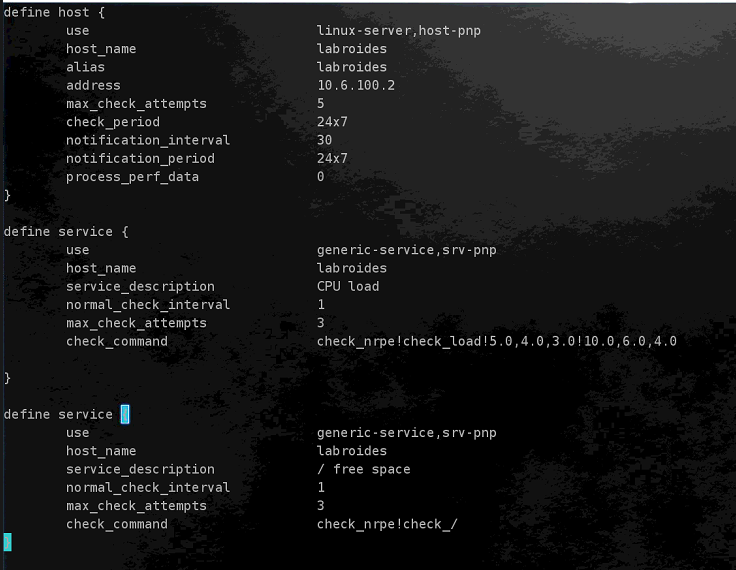 define host {
use linux-server,host-pnp
host_name labroides
alias labroides
address 10.6.100.2
max_check_attempts 5
check_period 24x7
notification_interval 30
notification_period 24x7
process_perf_data 0
}
define service {
use generic-service,srv-pnp
host_name labroides
service_description CPU load
normal_check_interval 1
max_check_attempts 3
check_command check_nrpe!check_load!5.0,4.0,3.0!10.0,6.0,4.0
}
define service {
use generic-service,srv-pnp
host_name labroides
service_description / free space
normal_check_interval 1
max_check_attempts 3
check_command check_nrpe!check_/
}